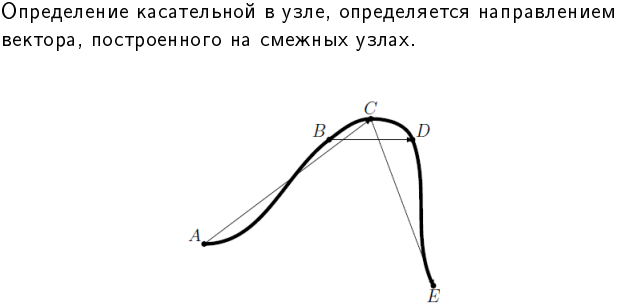 Определение касательной в узле, определяется направлением
вектора, построенного на смежных узлах.
C
B
D
A
E